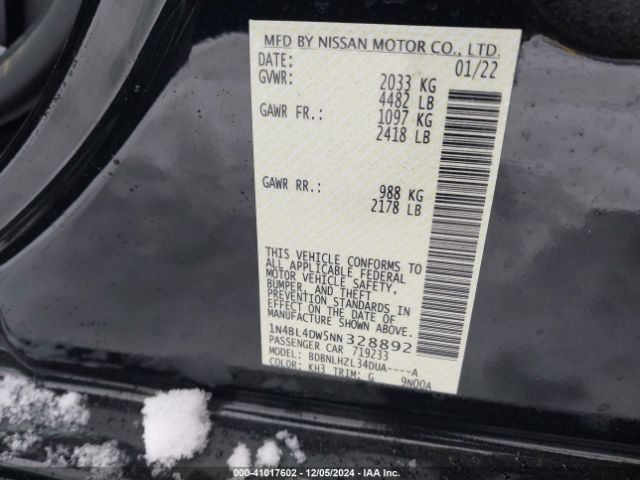 MFD BY NISSAN MOTOR CO., LTD.
DATE: 01/22
GVWR: 2033 KG
4482 LB
GAWR FR.: 1097 KG
2418 LB
GAWR RR.: 988 KG
2178 LB
THIS VEHICLE CONFORMS TO
ALL APPLICABLE FEDERAL
MOTOR VEHICLE SAFETY,
BUMPER, AND THEFT
PREVENTION STANDARDS IN
EFFECT ON THE DATE OF
MANUFACTURE SHOWN ABOVE.
1N4BL4DW5NN328892
PASSENGER CAR 719233
MODEL: BDBNLHZL34DUA----A
COLOR: KH3 TRIM: G 9N00A
000-41017602 - 12/05/2024 - IAA Inc.